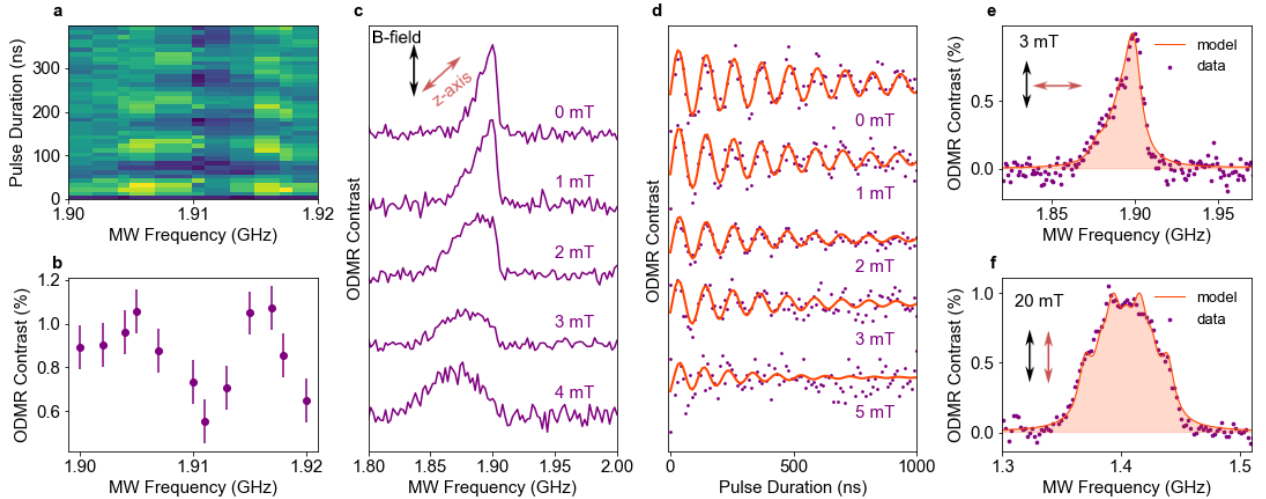 a
Pulse Duration (ns)
300
200
100
0
1.90
1.91
1.92
MW Frequency (GHz)
b
ODMR Contrast (%)
1.2
1.0
0.8
0.6
1.90
1.91
1.92
MW Frequency (GHz)
c
B-field
z-axis
0 mT
1 mT
2 mT
3 mT
4 mT
ODMR Contrast
1.80
1.85
1.90
1.95
2.00
MW Frequency (GHz)
d
0 mT
1 mT
2 mT
3 mT
5 mT
ODMR Contrast
0
500
1000
Pulse Duration (ns)
e
3 mT
model
data
ODMR Contrast (%)
0.5
0.0
1.85
1.90
1.95
MW Frequency (GHz)
f
20 mT
model
data
ODMR Contrast (%)
1.0
0.5
0.0
1.3
1.4
1.5
MW Frequency (GHz)